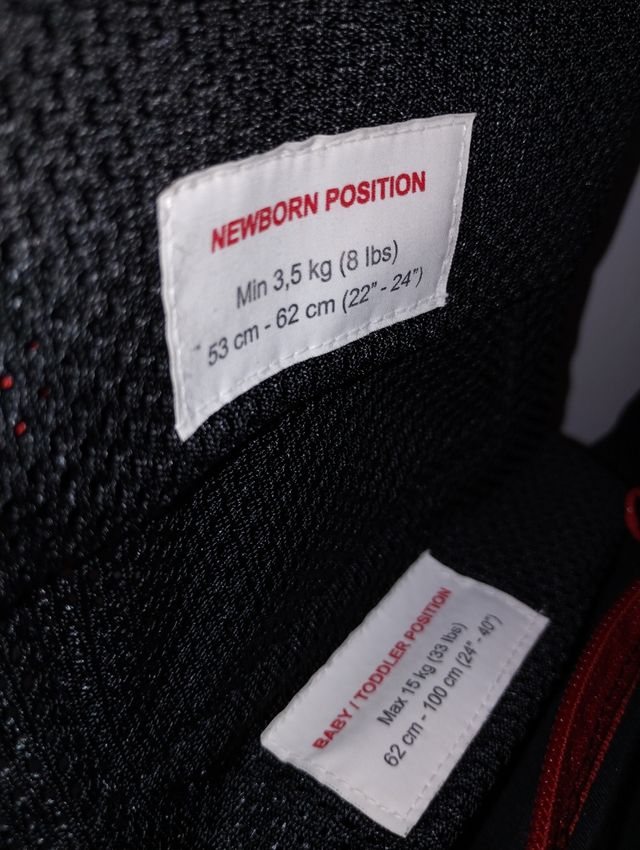 NEWBORN POSITION
Min 3,5 kg (8 lbs)
53 cm - 62 cm (22" - 24")
BABY / TODDLER POSITION
Max 15 kg (33 lbs)
62 cm - 100 cm (24" - 40")